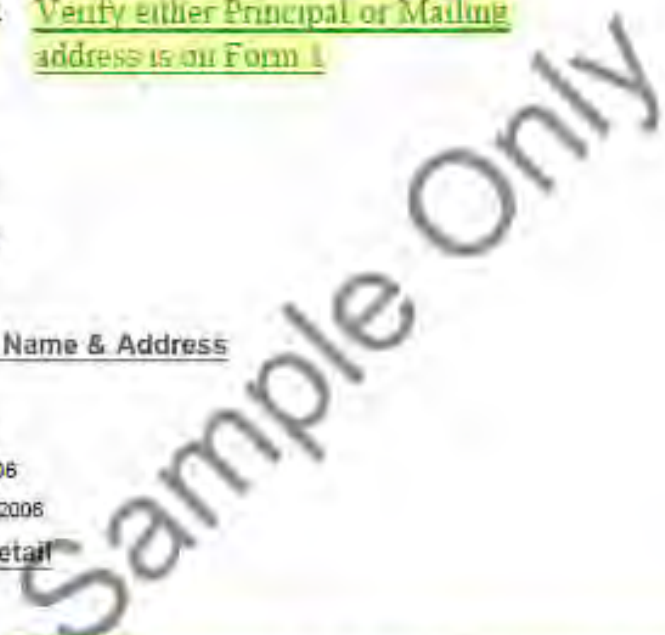 Verify either Principal or Mailing
address is on Form 1
Name & Address
06
2006
etail
Sample Only